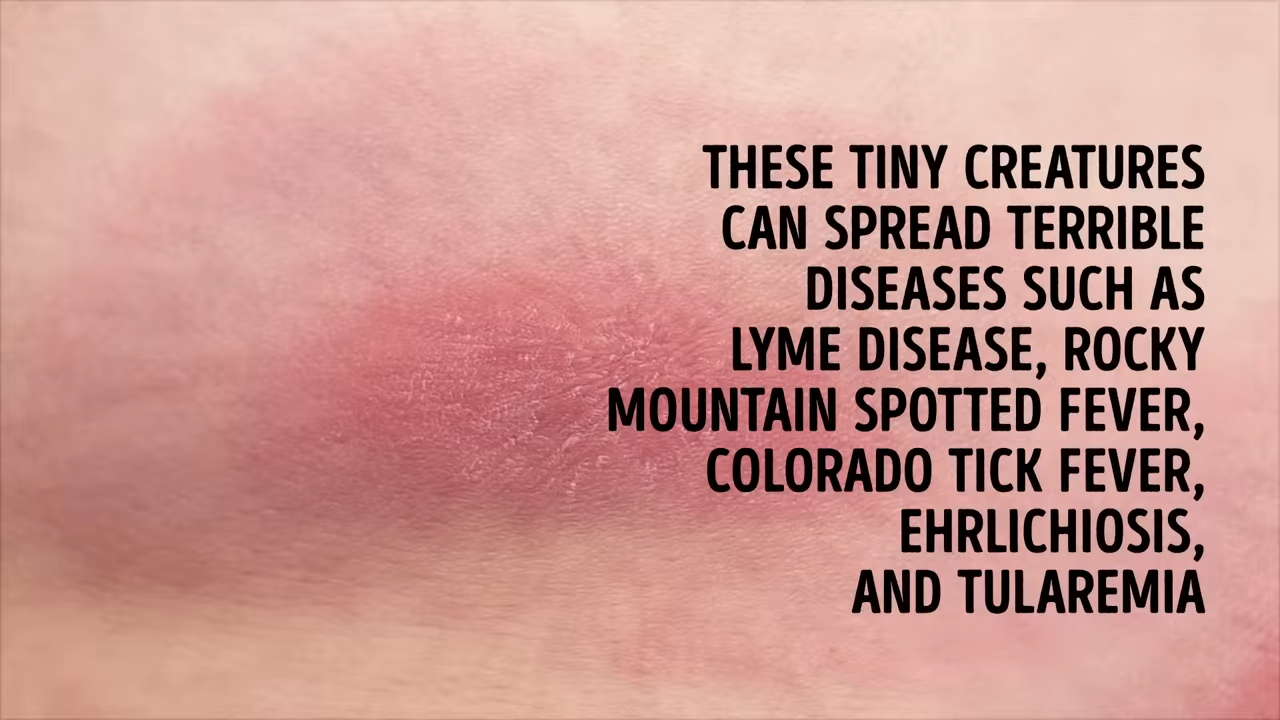 THESE TINY CREATURES
CAN SPREAD TERRIBLE
DISEASES SUCH AS
LYME DISEASE, ROCKY
MOUNTAIN SPOTTED FEVER,
COLORADO TICK FEVER,
EHRLICHIOSIS,
AND TULAREMIA